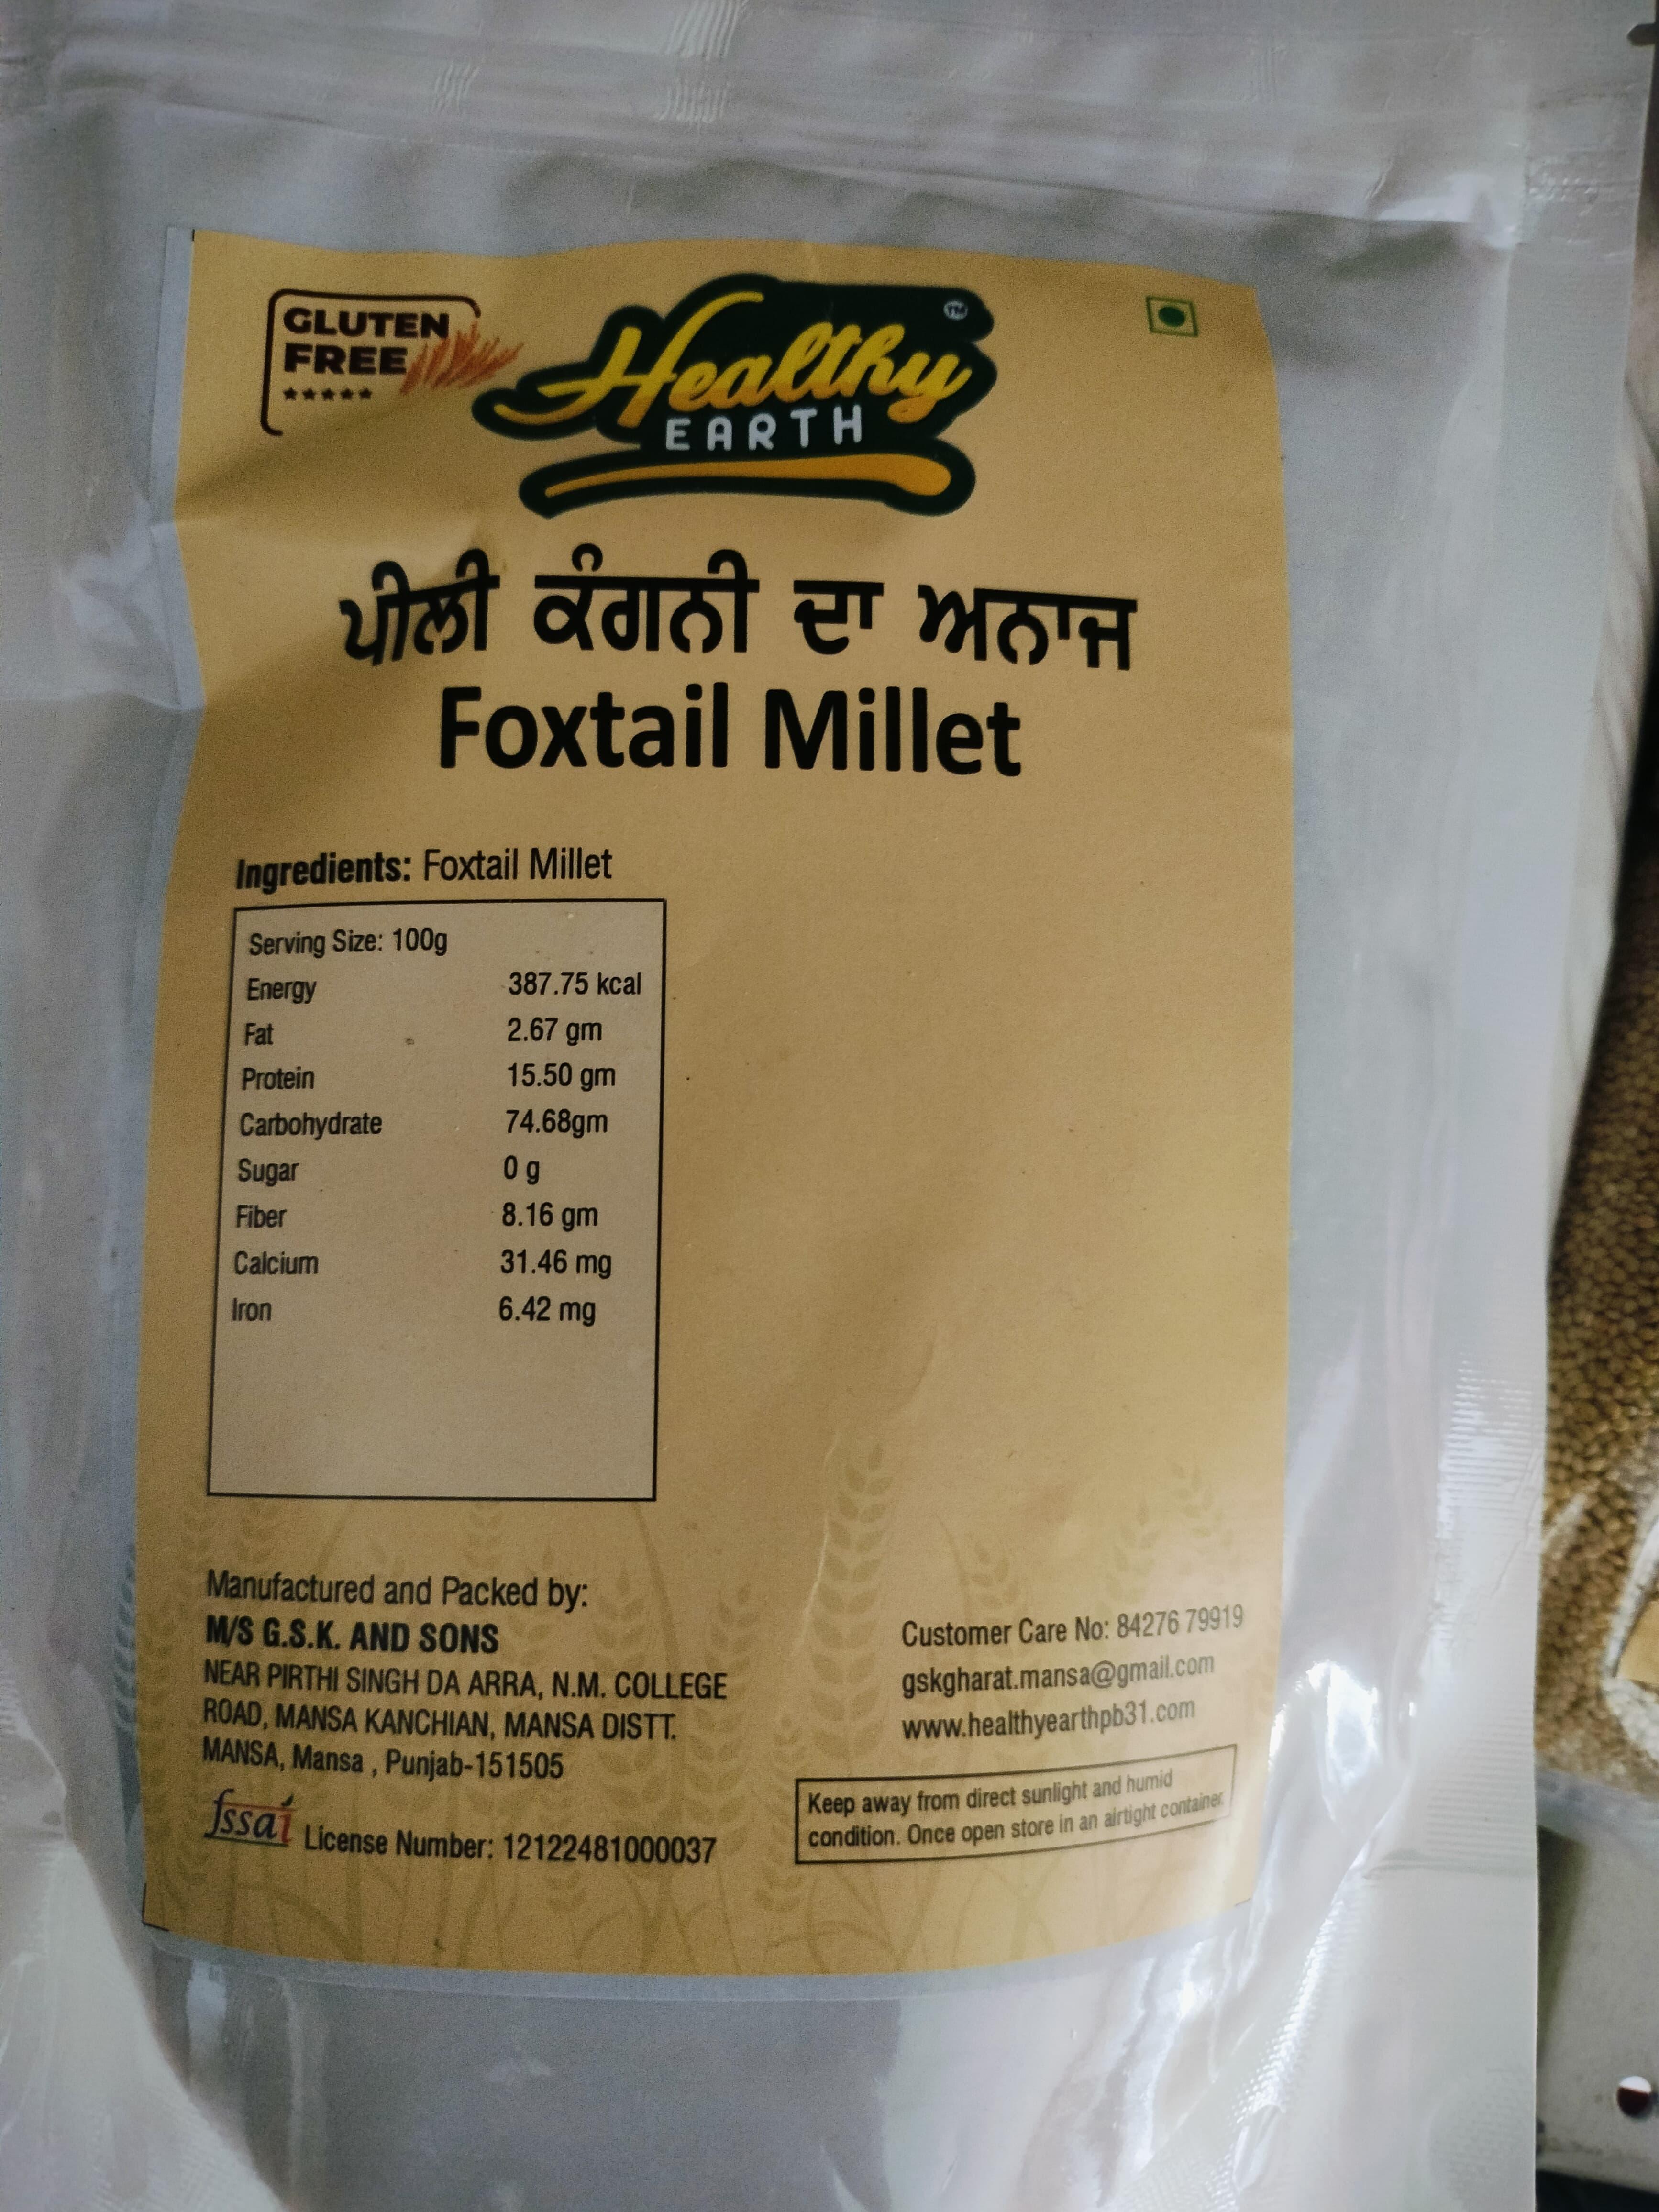 GLUTEN
FREE
Healthy
EARTH
TM
ਪੀਲੀ ਕੰਗਨੀ ਦਾ ਅਨਾਜ
Foxtail Millet
Ingredients: Foxtail Millet
Serving Size: 100g
Energy 387.75 kcal
Fat 2.67 gm
Protein 15.50 gm
Carbohydrate 74.68gm
Sugar 0 g
Fiber 8.16 gm
Calcium 31.46 mg
Iron 6.42 mg
Manufactured and Packed by:
M/S G.S.K. AND SONS
NEAR PIRTHI SINGH DA ARRA, N.M. COLLEGE
ROAD, MANSA KANCHIAN, MANSA DISTT.
MANSA, Mansa , Punjab-151505
fssai License Number: 12122481000037
Customer Care No: 84276 79919
gskgharat.mansa@gmail.com
www.healthyearthpb31.com
Keep away from direct sunlight and humid
condition. Once open store in an airtight container.